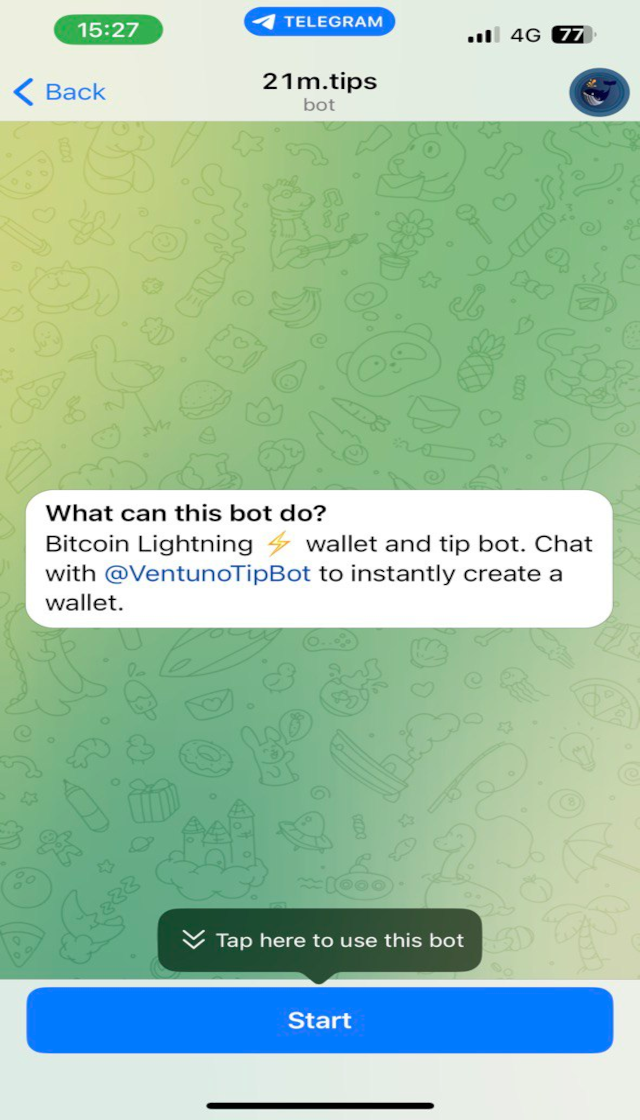 15:27
TELEGRAM
4G
77
Back
21m.tips
bot
What can this bot do?
Bitcoin Lightning ⚡ wallet and tip bot. Chat
with @VentunoTipBot to instantly create a
wallet.
Tap here to use this bot
Start